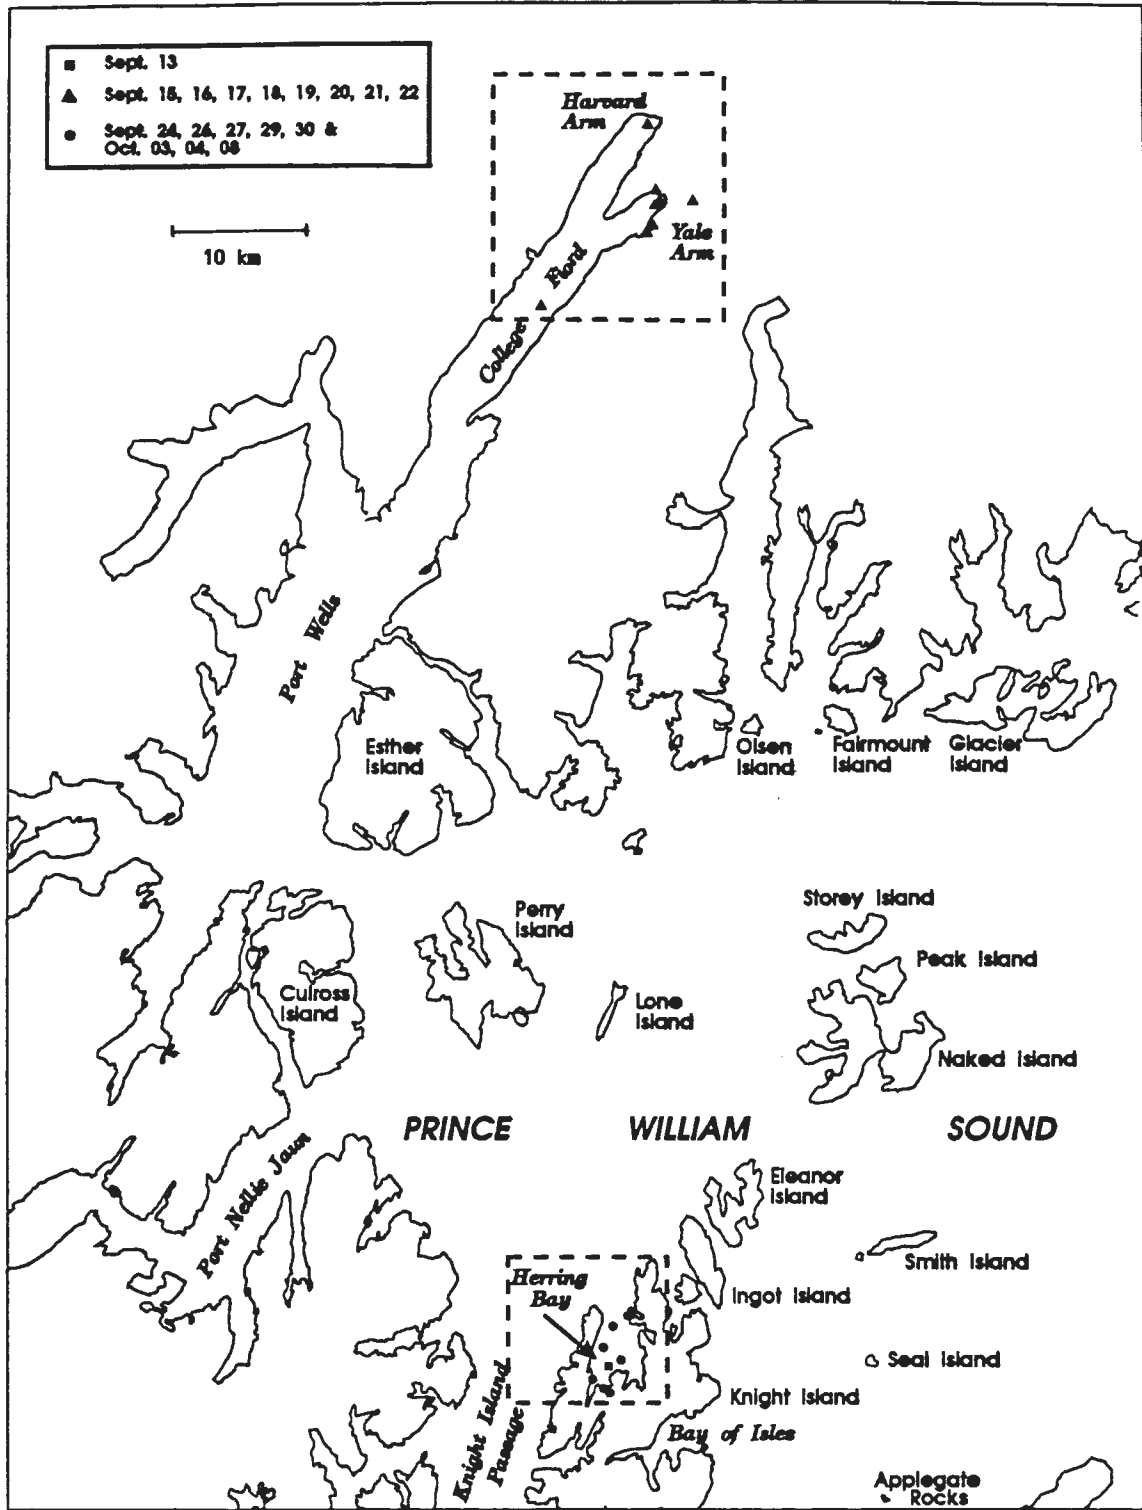 Sept. 13
Sept. 15, 16, 17, 18, 19, 20, 21, 22
Sept. 24, 26, 27, 29, 30 &
Oct. 03, 04, 08
10 km
Harvard
Arm
Yale
Arm
College Fiord
Port Wells
Esther
Island
Olsen
Island
Fairmount
Island
Glacier
Island
Perry
Island
Storey Island
Peak Island
Culross
Island
Lone
Island
Naked Island
PRINCE WILLIAM SOUND
Port Nellie Jaun
Eleanor
Island
Herring
Bay
Smith Island
Ingot Island
Seal Island
Knight Island
Knight Island
Passage
Bay of Isles
Applegate
Rocks